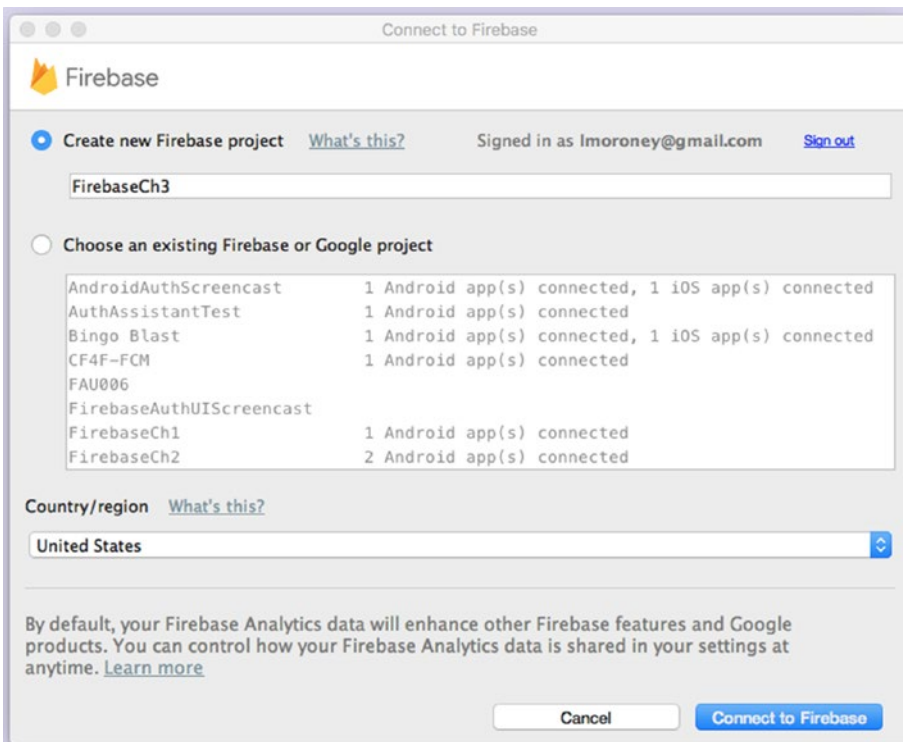 Connect to Firebase
Firebase
Create new Firebase project What's this? Signed in as lmoroney@gmail.com Sign out
FirebaseCh3
Choose an existing Firebase or Google project
AndroidAuthScreencast 1 Android app(s) connected, 1 iOS app(s) connected
AuthAssistantTest 1 Android app(s) connected
Bingo Blast 1 Android app(s) connected, 1 iOS app(s) connected
CF4F-FCM 1 Android app(s) connected
FAU006
FirebaseAuthUIScreencast
FirebaseCh1 1 Android app(s) connected
FirebaseCh2 2 Android app(s) connected
Country/region What's this?
United States
By default, your Firebase Analytics data will enhance other Firebase features and Google
products. You can control how your Firebase Analytics data is shared in your settings at
anytime. Learn more
Cancel Connect to Firebase